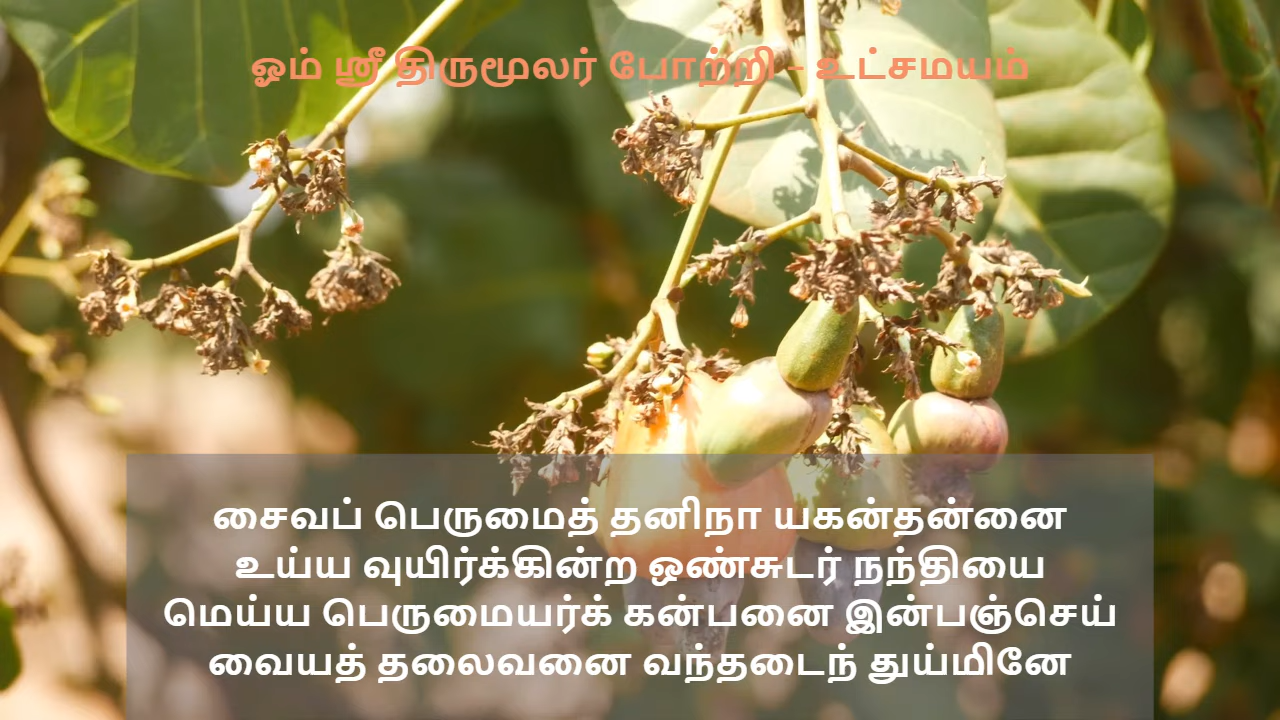 ஓம் ஸ்ரீ திருமூலர் போற்றி - உட்சமயம்
சைவப் பெருமைத் தனிநா யகன்தன்னை
உய்ய வுயிர்க்கின்ற ஒண்சுடர் நந்தியை
மெய்ய பெருமையர்க் கன்பனை இன்பஞ்செய்
வையத் தலைவனை வந்தடைந் துய்மினே